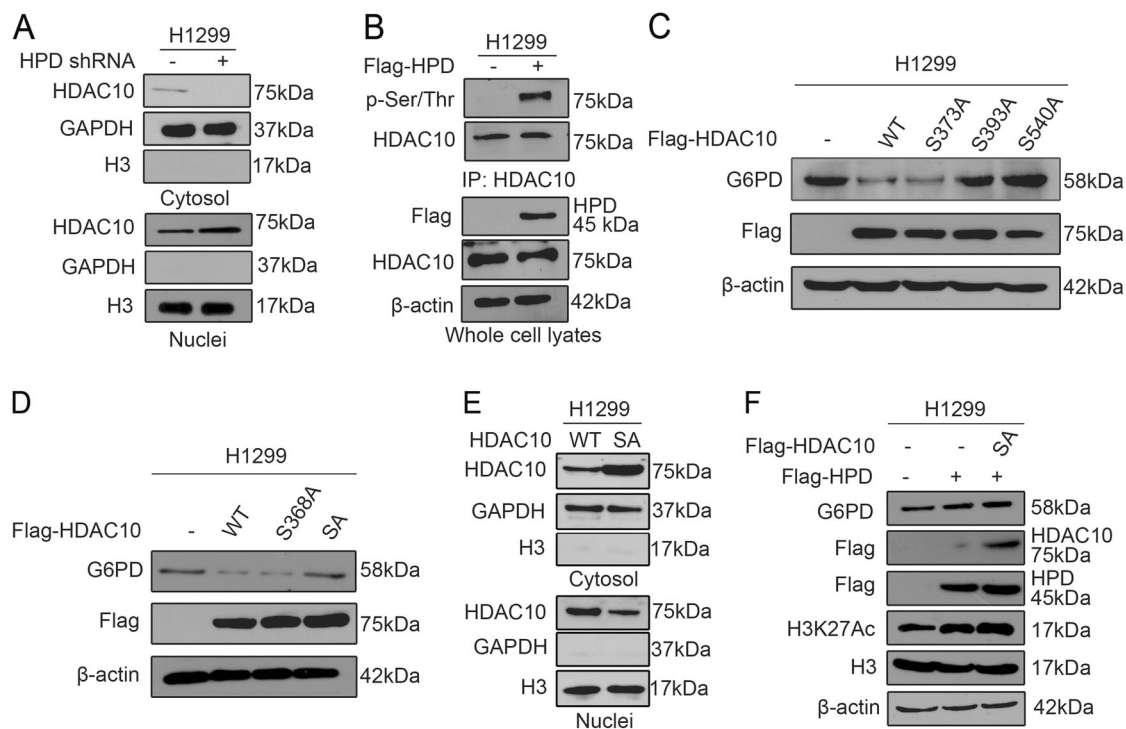 A
H1299
HPD shRNA - +
HDAC10 75kDa
GAPDH 37kDa
H3 17kDa
Cytosol
HDAC10 75kDa
GAPDH 37kDa
H3 17kDa
Nuclei
B
H1299
Flag-HPD - +
p-Ser/Thr 75kDa
HDAC10 75kDa
IP: HDAC10
Flag HPD
45 kDa
HDAC10 75kDa
β-actin 42kDa
Whole cell lyates
C
H1299
Flag-HDAC10 - WT S373A S393A S540A
G6PD 58kDa
Flag 75kDa
β-actin 42kDa
D
H1299
Flag-HDAC10 - WT S368A SA
G6PD 58kDa
Flag 75kDa
β-actin 42kDa
E
H1299
HDAC10 WT SA
HDAC10 75kDa
GAPDH 37kDa
H3 17kDa
Cytosol
HDAC10 75kDa
GAPDH 37kDa
H3 17kDa
Nuclei
F
H1299
Flag-HDAC10 - - SA
Flag-HPD - + +
G6PD 58kDa
Flag HDAC10
75kDa
Flag HPD
45kDa
H3K27Ac 17kDa
H3 17kDa
β-actin 42kDa